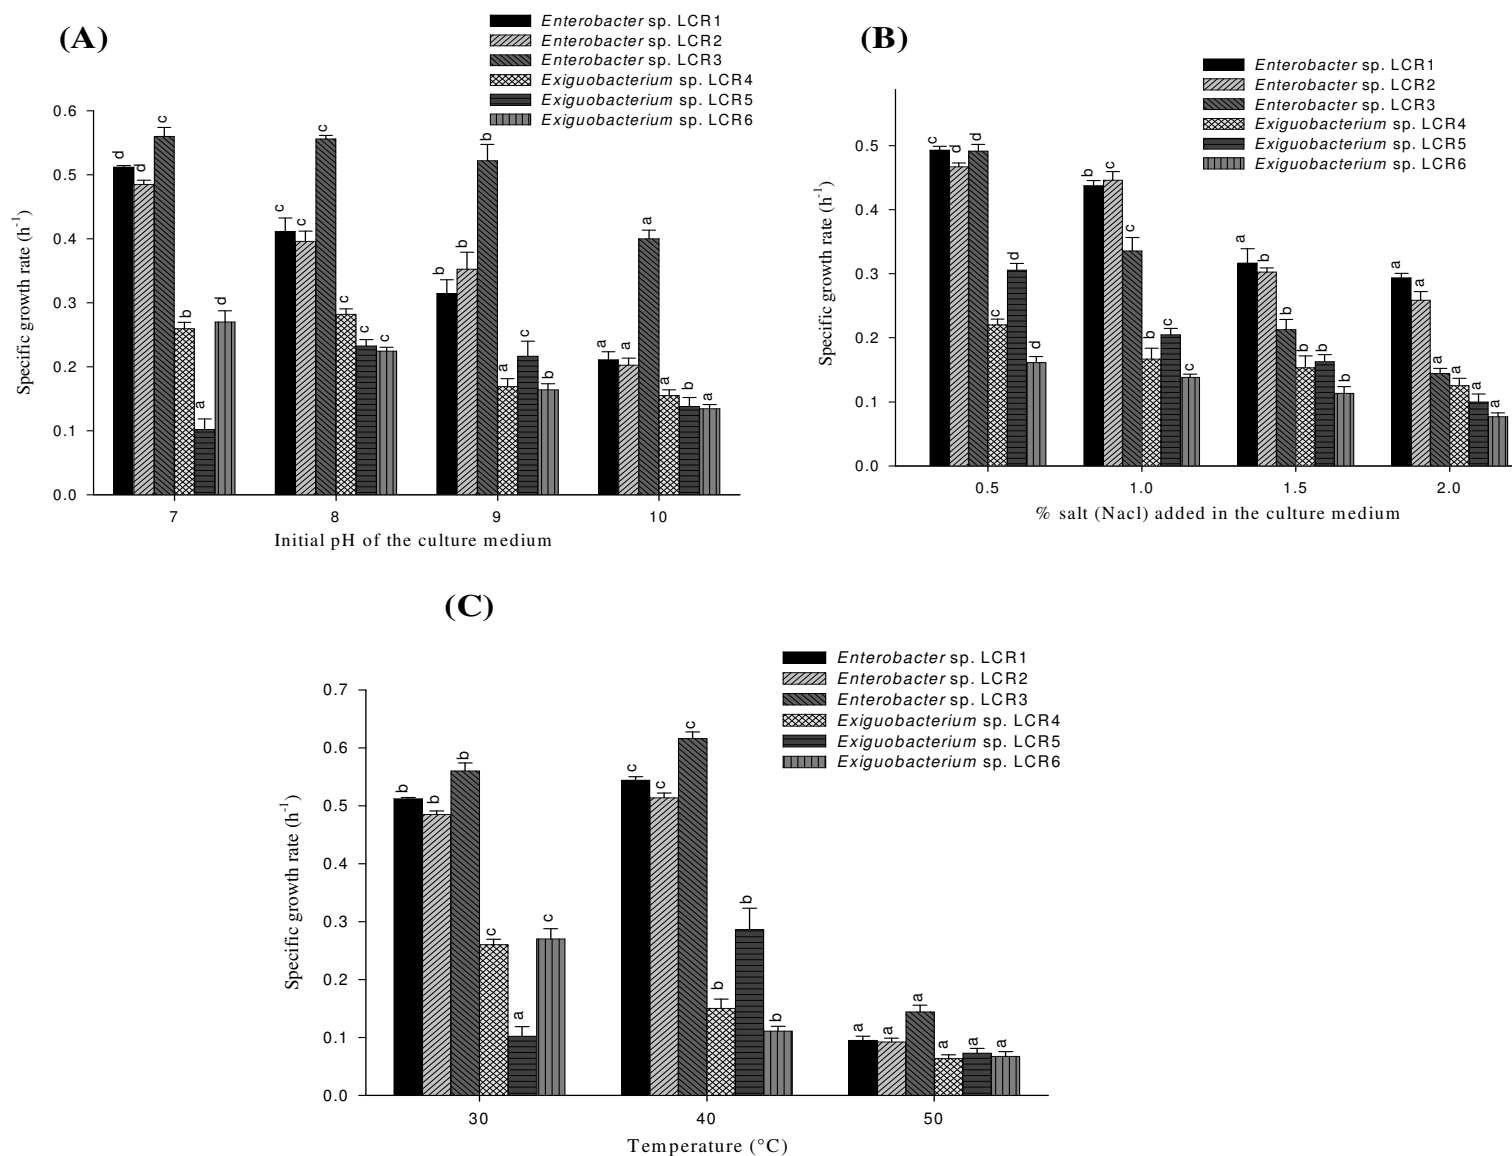 (A)
Enterobacter sp. LCR1
Enterobacter sp. LCR2
Enterobacter sp. LCR3
Exiguobacterium sp. LCR4
Exiguobacterium sp. LCR5
Exiguobacterium sp. LCR6
Specific growth rate (h-1)
0.6
0.5
0.4
0.3
0.2
0.1
0.0
d d c b a d
c c c c c c
b b b a c b
a a a a b a
7 8 9 10
Initial pH of the culture medium
(B)
Enterobacter sp. LCR1
Enterobacter sp. LCR2
Enterobacter sp. LCR3
Exiguobacterium sp. LCR4
Exiguobacterium sp. LCR5
Exiguobacterium sp. LCR6
Specific growth rate (h-1)
0.5
0.4
0.3
0.2
0.1
0.0
c d d c d d
b c c b c c
a b b b b b
a a a a a a
0.5 1.0 1.5 2.0
% salt (Nacl) added in the culture medium
(C)
Enterobacter sp. LCR1
Enterobacter sp. LCR2
Enterobacter sp. LCR3
Exiguobacterium sp. LCR4
Exiguobacterium sp. LCR5
Exiguobacterium sp. LCR6
Specific growth rate (h-1)
0.7
0.6
0.5
0.4
0.3
0.2
0.1
0.0
b b b c a c
c c c b b b
a a a a a a
30 40 50
Temperature (°C)